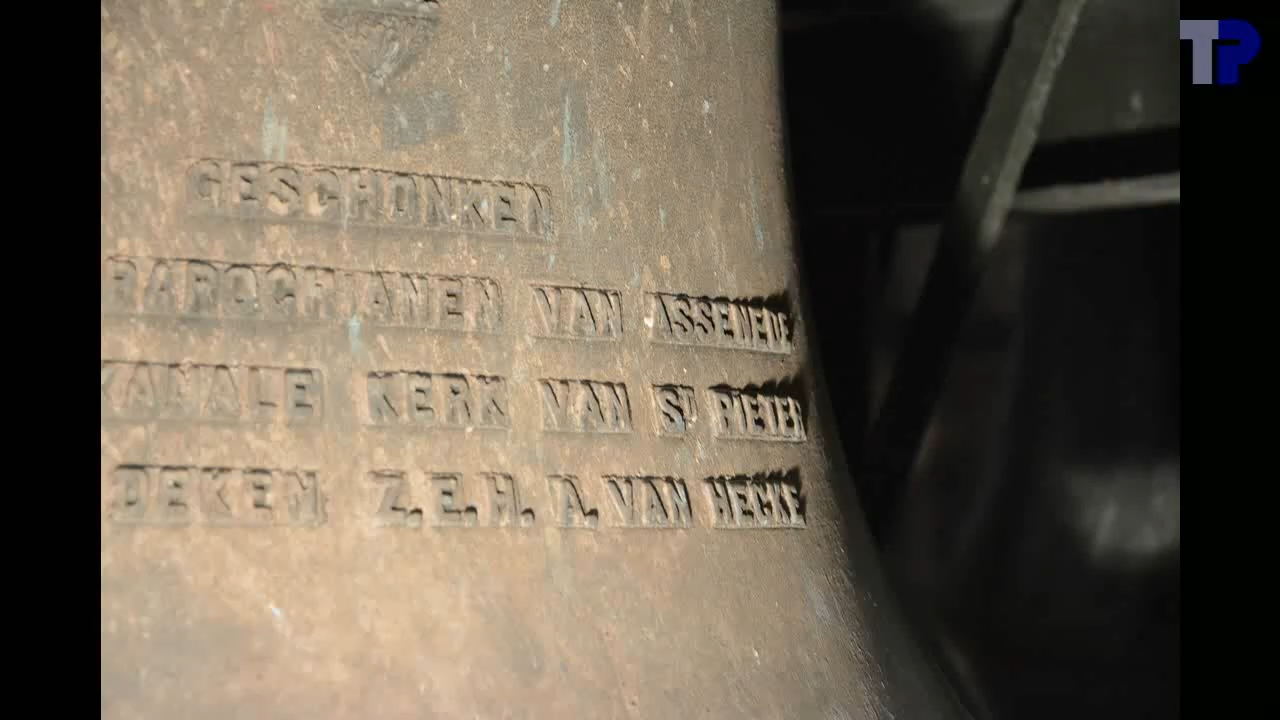 TP
GESCHONKEN
PAROCHIANEN VAN ASSENEDE
KANALE KERK VAN ST PIETER
DEKEN Z.E.H. A. VAN HECKE